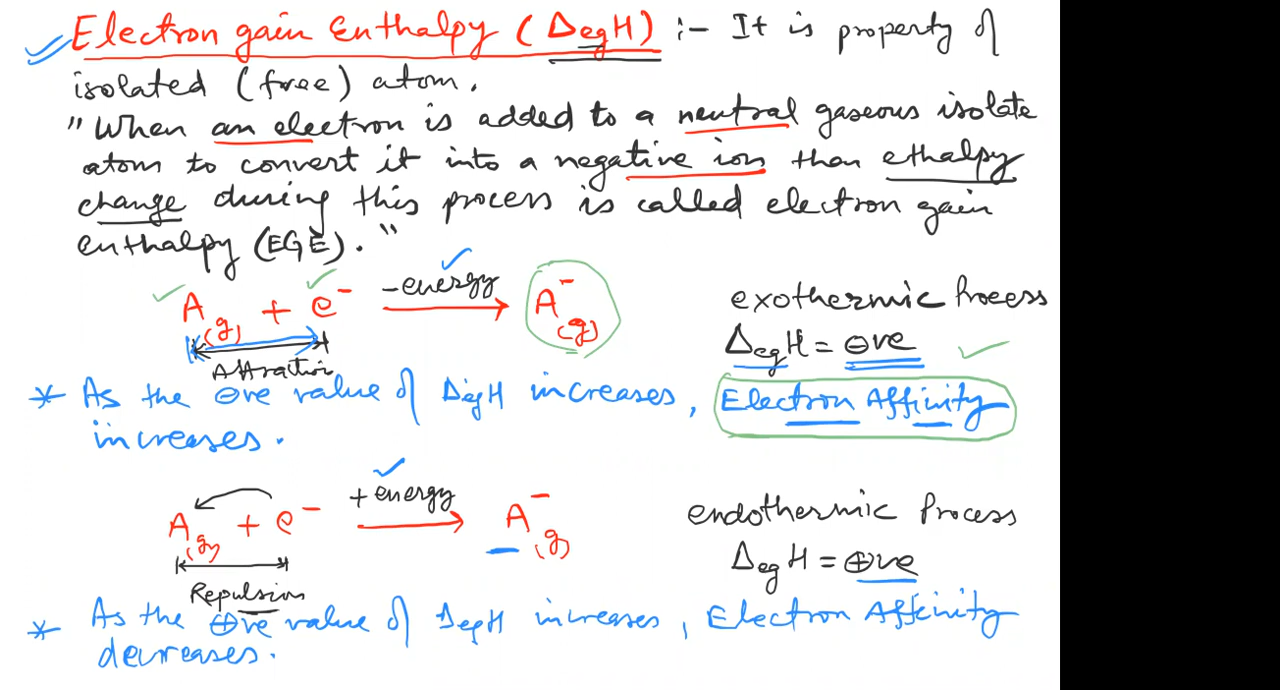 Electron gain Enthalpy (ΔegH) :- It is property of
isolated (free) atom.
"When an electron is added to a neutral gaseous isolate
atom to convert it into a negative ion than ethalpy
change during this process is called electron gain
enthalpy (EGE)."
A(g) + e⁻ —energy→ A⁻(g) exothermic Process
Attraction ΔegH = ⊖ve
* As the ⊖ve value of ΔegH increases, Electron Affinity
increases.
A(g) + e⁻ +energy→ A⁻(g) endothermic Process
Repulsion ΔegH = ⊕ve
* As the ⊕ve value of ΔegH increases, Electron Affinity
decreases.